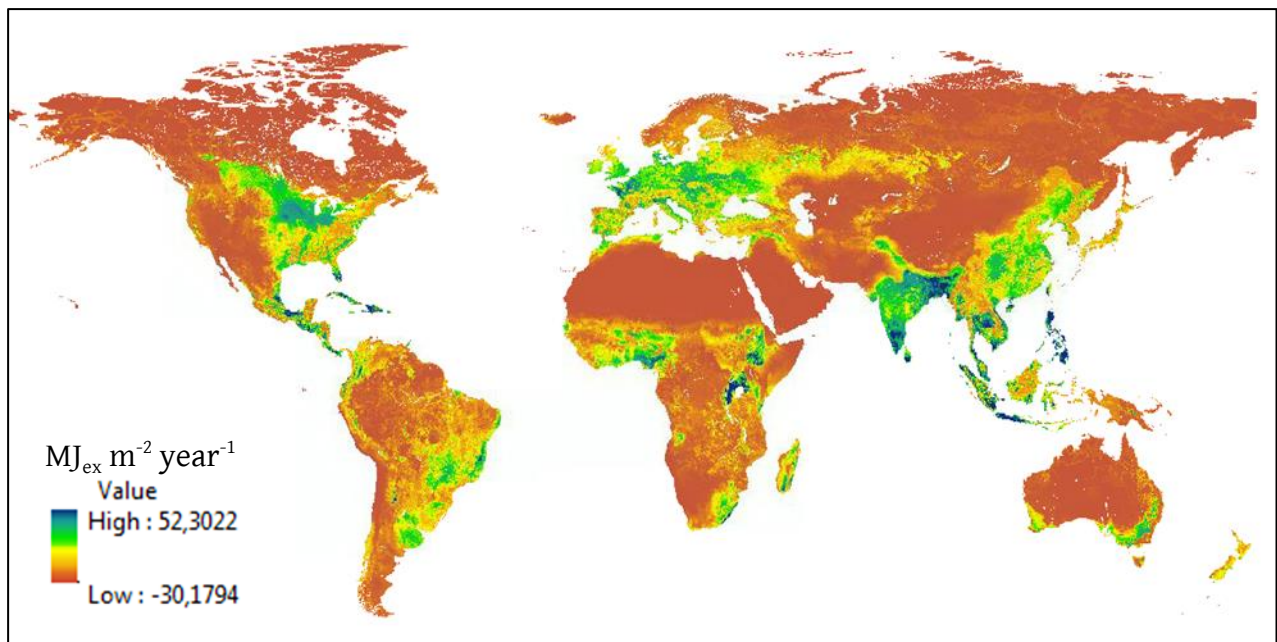 MJₑₓ m⁻² year⁻¹
Value
High : 52,3022
Low : -30,1794